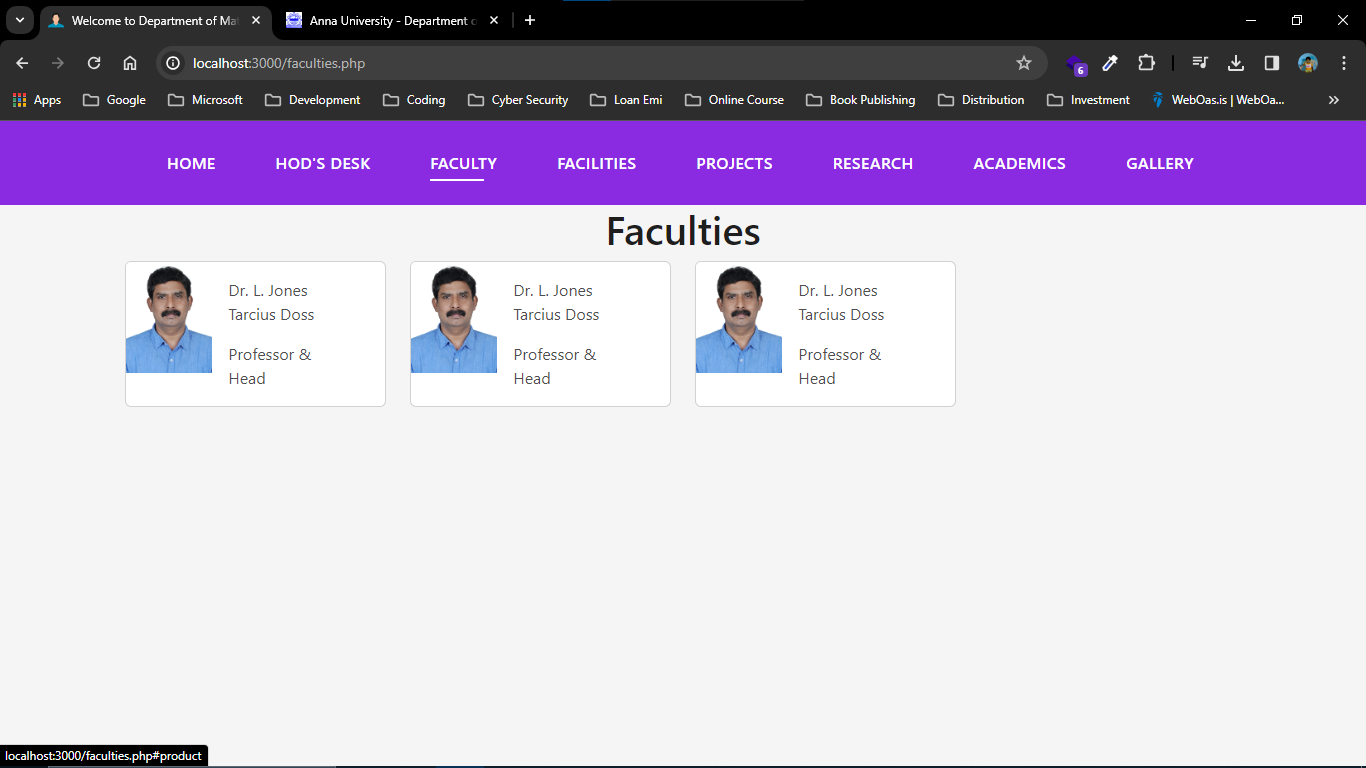 Welcome to Department of Mat
Anna University - Department o
localhost:3000/faculties.php
6
Apps
Google
Microsoft
Development
Coding
Cyber Security
Loan Emi
Online Course
Book Publishing
Distribution
Investment
WebOas.is | WebOa...
HOME
HOD'S DESK
FACULTY
FACILITIES
PROJECTS
RESEARCH
ACADEMICS
GALLERY
Faculties
Dr. L. Jones
Tarcius Doss
Professor &
Head
Dr. L. Jones
Tarcius Doss
Professor &
Head
Dr. L. Jones
Tarcius Doss
Professor &
Head
localhost:3000/faculties.php#product